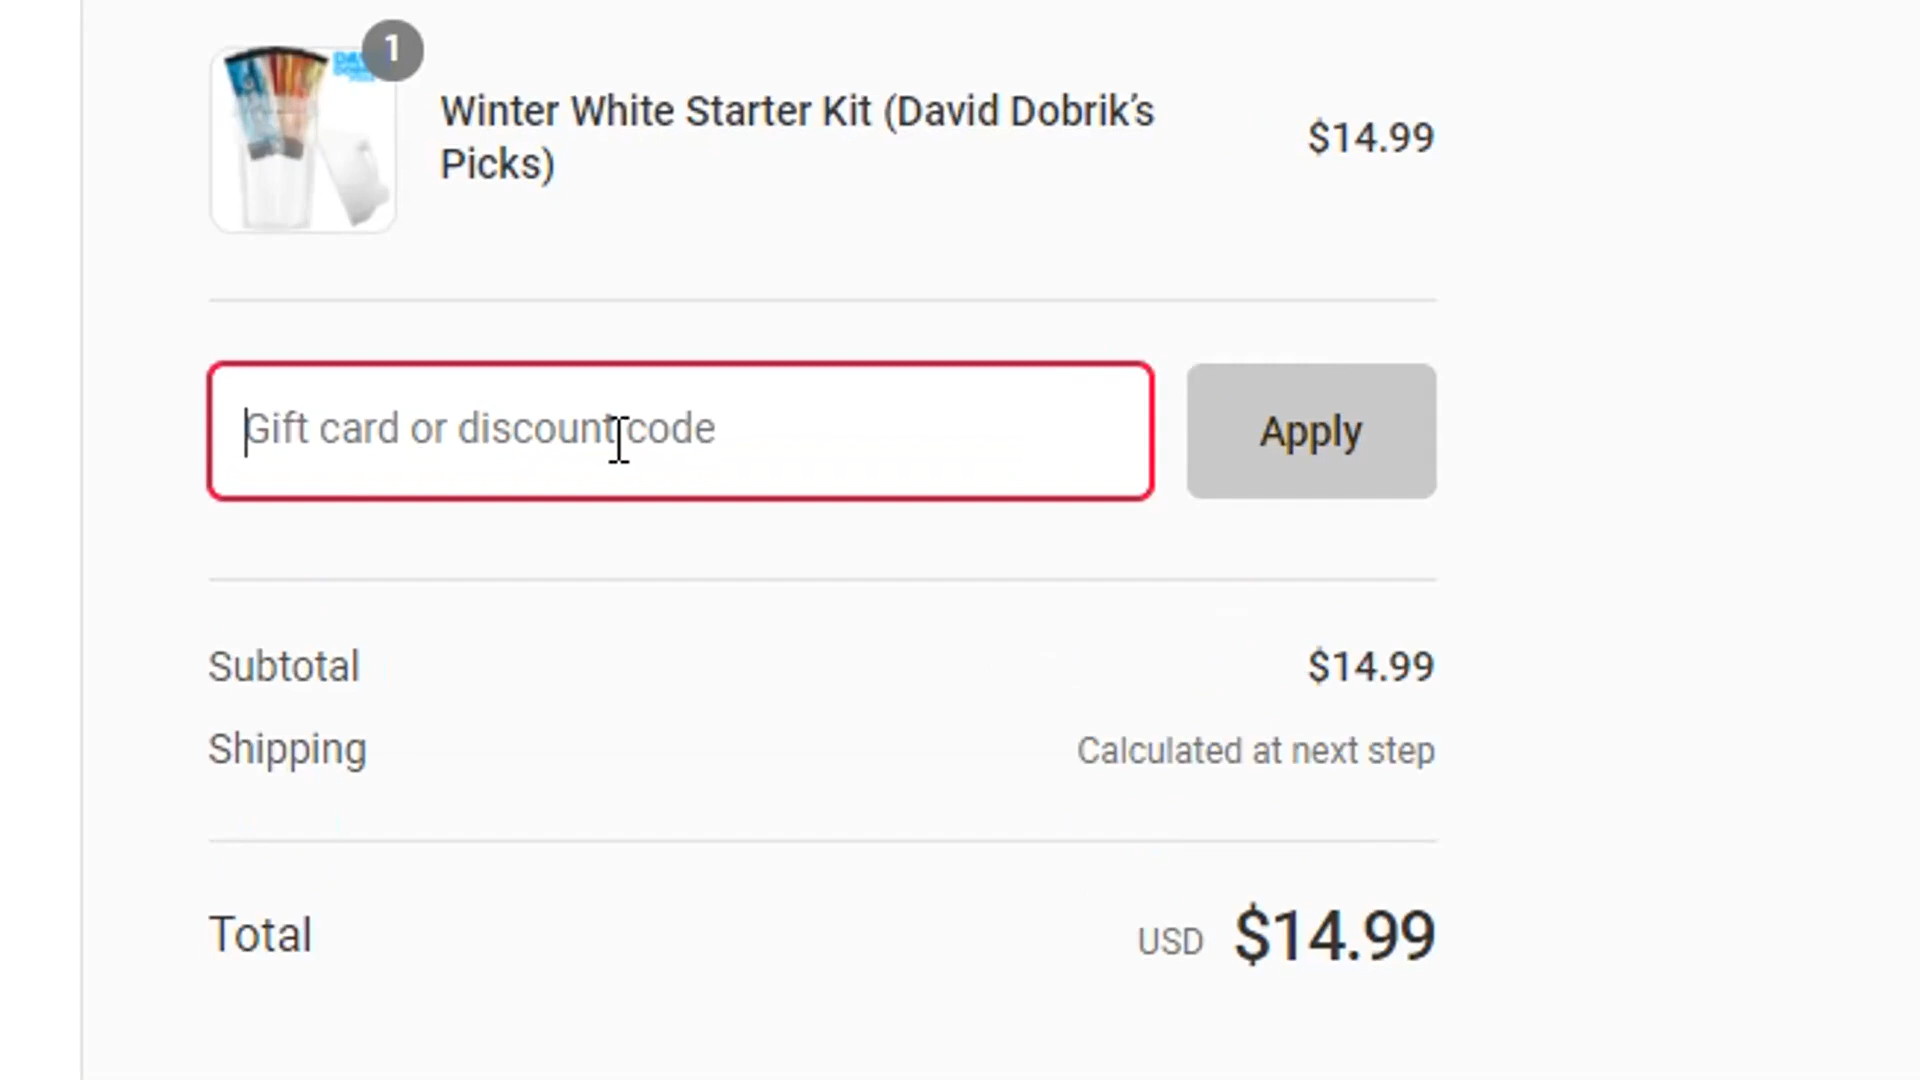 1
Winter White Starter Kit (David Dobrik’s
Picks)
$14.99
Gift card or discount code
Apply
Subtotal
$14.99
Shipping
Calculated at next step
Total
USD $14.99